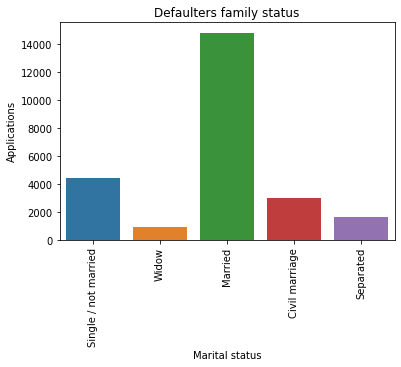 Defaulters family status
14000
12000
10000
8000
6000
4000
2000
0
Applications
Single / not married
Widow
Married
Civil marriage
Separated
Marital status